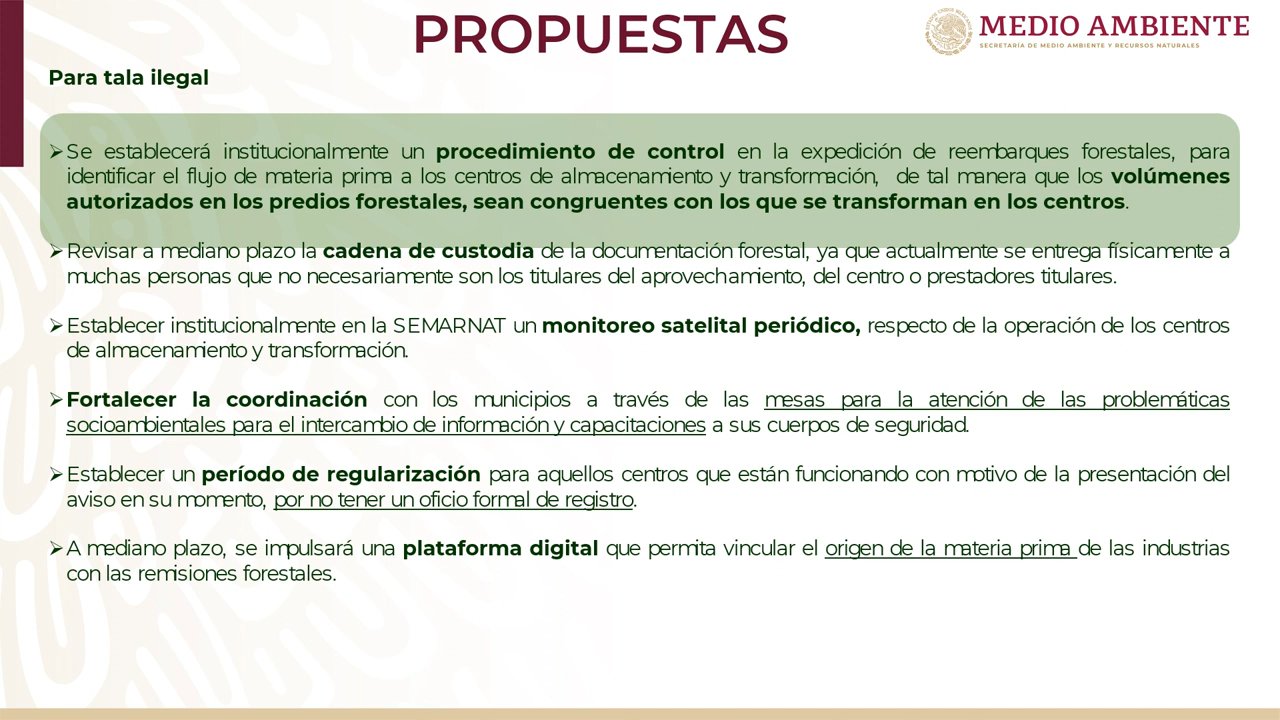 PROPUESTAS
MEDIO AMBIENTE
SECRETARÍA DE MEDIO AMBIENTE Y RECURSOS NATURALES
Para tala ilegal
➢Se establecerá institucionalmente un procedimiento de control en la expedición de reembarques forestales, para
identificar el flujo de materia prima a los centros de almacenamiento y transformación, de tal manera que los volúmenes
autorizados en los predios forestales, sean congruentes con los que se transforman en los centros.
➢Revisar a mediano plazo la cadena de custodia de la documentación forestal, ya que actualmente se entrega físicamente a
muchas personas que no necesariamente son los titulares del aprovechamiento, del centro o prestadores titulares.
➢Establecer institucionalmente en la SEMARNAT un monitoreo satelital periódico, respecto de la operación de los centros
de almacenamiento y transformación.
➢Fortalecer la coordinación con los municipios a través de las mesas para la atención de las problemáticas
socioambientales para el intercambio de información y capacitaciones a sus cuerpos de seguridad.
➢Establecer un período de regularización para aquellos centros que están funcionando con motivo de la presentación del
aviso en su momento, por no tener un oficio formal de registro.
➢A mediano plazo, se impulsará una plataforma digital que permita vincular el origen de la materia prima de las industrias
con las remisiones forestales.